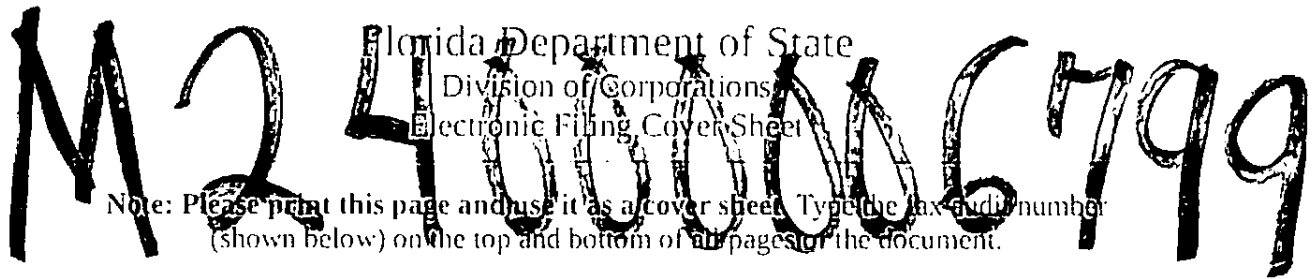 M24000006799
Florida Department of State
Division of Corporations
Electronic Filing Cover Sheet
Note: Please print this page and use it as a cover sheet. Type the fax audit number
(shown below) on the top and bottom of all pages of the document.